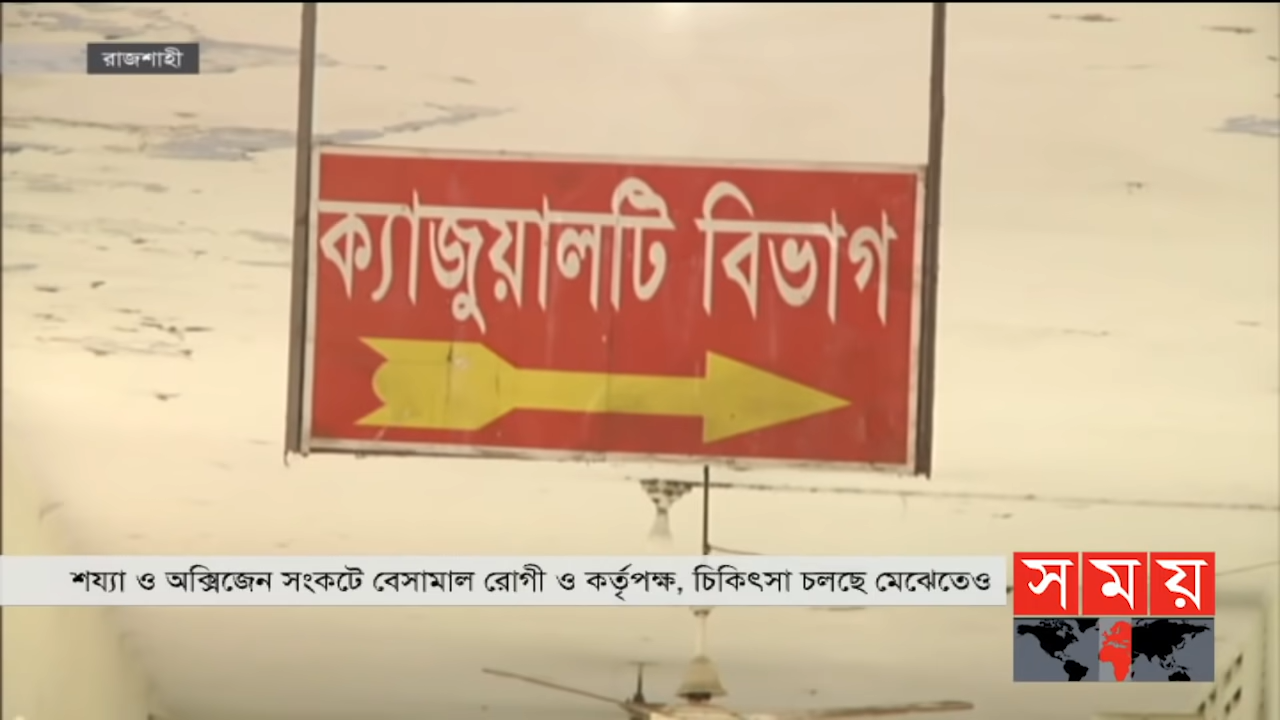 রাজশাহী
ক্যাজুয়ালটি বিভাগ
শয্যা ও অক্সিজেন সংকটে বেসামাল রোগী ও কর্তৃপক্ষ, চিকিৎসা চলছে মেঝেতেও
সময়